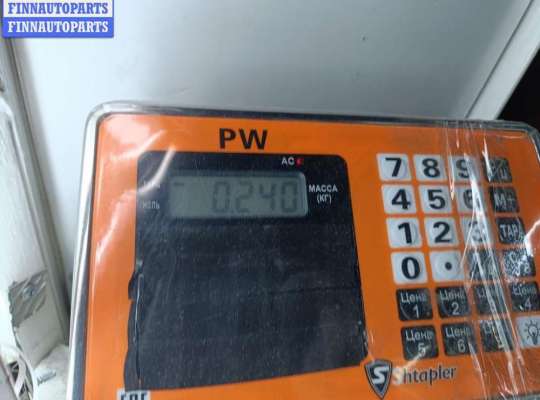 FINNAUTOPARTS
FINNAUTOPARTS
PW
AC
0.240
МАССА
(КГ)
НОЛЬ
7 8 9
4 5 6 M+
1 2 3 ТАРА
0 .
Цена 1
Цена 2
Цена 4
Цена 5
Цена 6
Shtapler